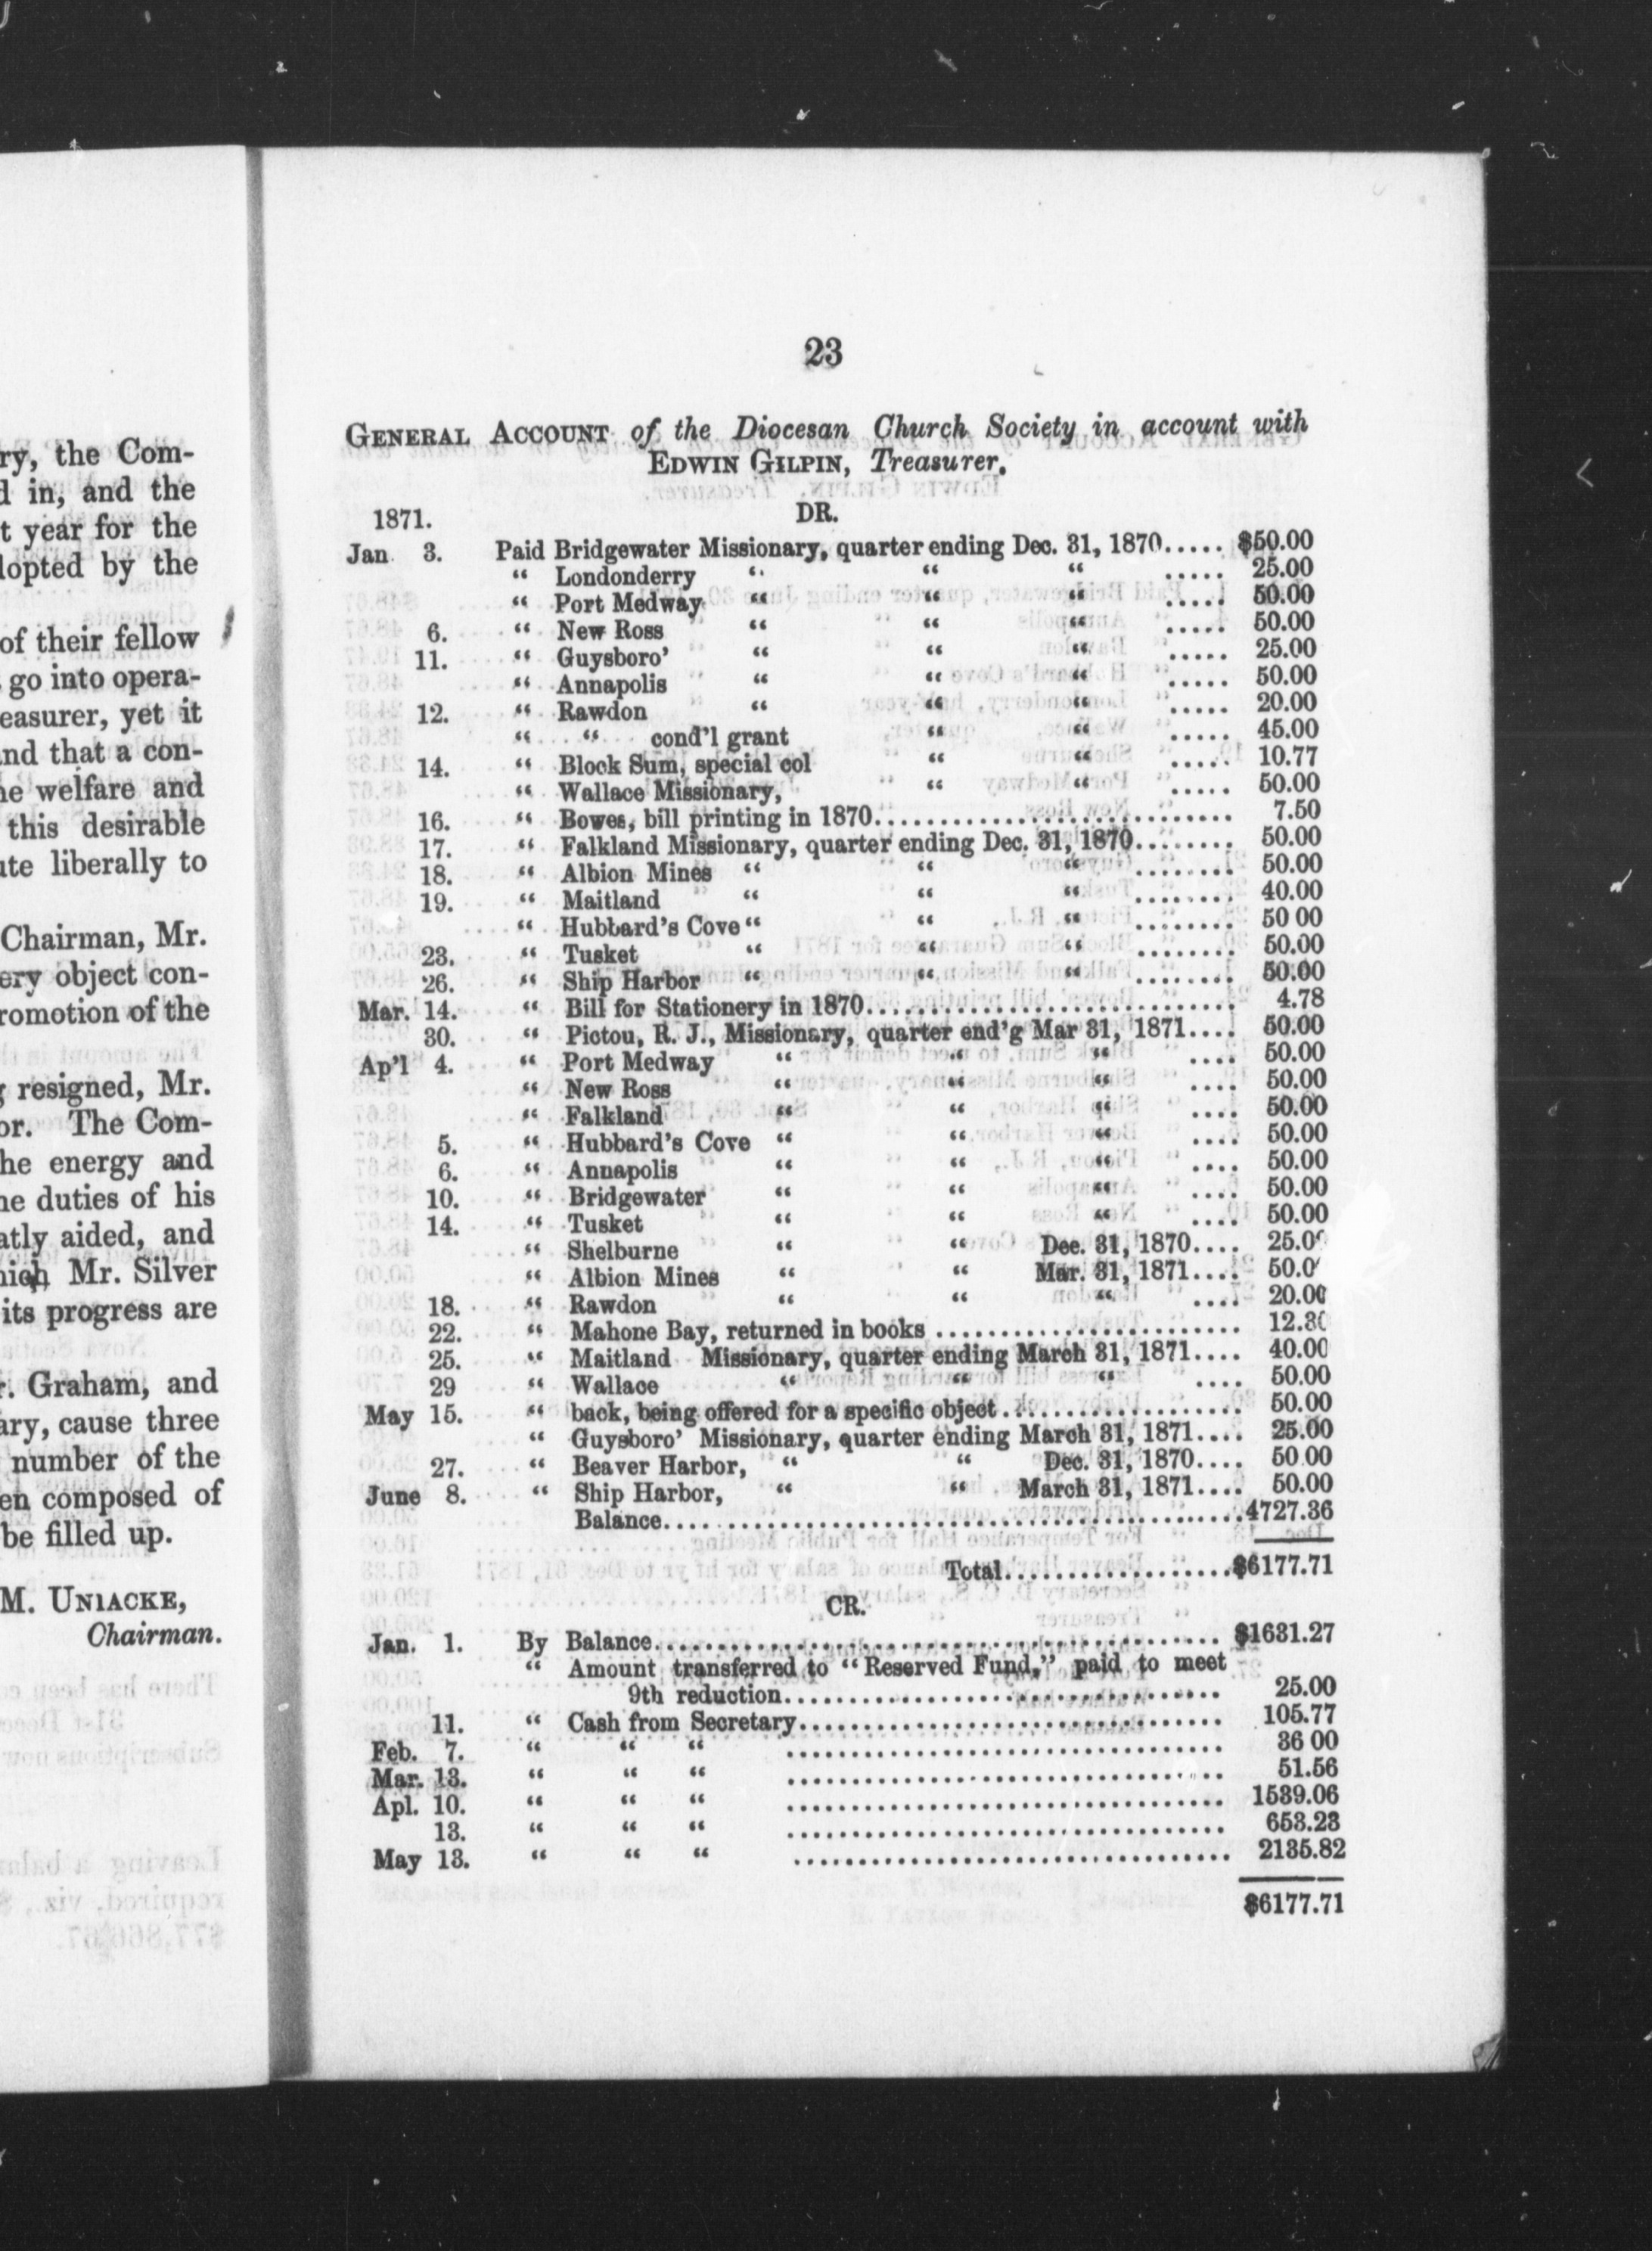 ry, the Com-
d in, and the
t year for the
lopted by the
of their fellow
go into opera-
easurer, yet it
and that a con-
he welfare and
this desirable
ute liberally to
Chairman, Mr.
ery object con-
romotion of the
g resigned, Mr.
or. The Com-
he energy and
he duties of his
atly aided, and
hich Mr. Silver
its progress are
r. Graham, and
ary, cause three
number of the
en composed of
be filled up.
M. UNIACKE,
Chairman.
23
GENERAL ACCOUNT of the Diocesan Church Society in account with
EDWIN GILPIN, Treasurer.
1871. DR.
Jan 3. Paid Bridgewater Missionary, quarter ending Dec. 31, 1870..... $50.00
" Londonderry " " " ..... 25.00
" Port Medway " " " ..... 50.00
6. " New Ross " " " ..... 50.00
11. " Guysboro' " " " ..... 25.00
" Annapolis " " " ..... 50.00
12. " Rawdon " " " ..... 20.00
" " cond'l grant " " ..... 45.00
14. " Block Sum, special col " " ..... 10.77
" Wallace Missionary, " " ..... 50.00
16. " Bowes, bill printing in 1870............................ 7.50
17. " Falkland Missionary, quarter ending Dec. 31, 1870........ 50.00
18. " Albion Mines " " " ........ 50.00
19. " Maitland " " " ........ 40.00
" Hubbard's Cove " " " ........ 50 00
23. " Tusket " " " ........ 50.00
26. " Ship Harbor " " " ........ 50.00
Mar. 14. " Bill for Stationery in 1870............................ 4.78
30. " Pictou, R. J., Missionary, quarter end'g Mar 31, 1871.... 50.00
Ap'l 4. " Port Medway " " " .... 50.00
" New Ross " " " .... 50.00
" Falkland " " " .... 50.00
5. " Hubbard's Cove " " " .... 50.00
6. " Annapolis " " " .... 50.00
10. " Bridgewater " " " .... 50.00
14. " Tusket " " " .... 50.00
" Shelburne " " Dec. 31, 1870.... 25.00
" Albion Mines " " Mar. 31, 1871.... 50.0
18. " Rawdon " " " .... 20.00
22. " Mahone Bay, returned in books ........................ 12.30
25. " Maitland Missionary, quarter ending March 31, 1871.... 40.00
29 " Wallace " " " .... 50.00
May 15. " back, being offered for a specific object................... 50.00
" Guysboro' Missionary, quarter ending March 31, 1871.... 25.00
27. " Beaver Harbor, " " Dec. 31, 1870.... 50 00
June 8. " Ship Harbor, " " March 31, 1871.... 50.00
Balance.............................................4727.36
Total..................$6177.71
CR.
Jan. 1. By Balance............................................ $1631.27
" Amount transferred to "Reserved Fund," paid to meet
9th reduction.................................. 25.00
11. " Cash from Secretary................................. 105.77
Feb. 7. " " " .................................. 36 00
Mar. 13. " " " .................................. 51.56
Apl. 10. " " " .................................. 1539.06
13. " " " .................................. 653.23
May 13. " " " .................................. 2135.82
$6177.71